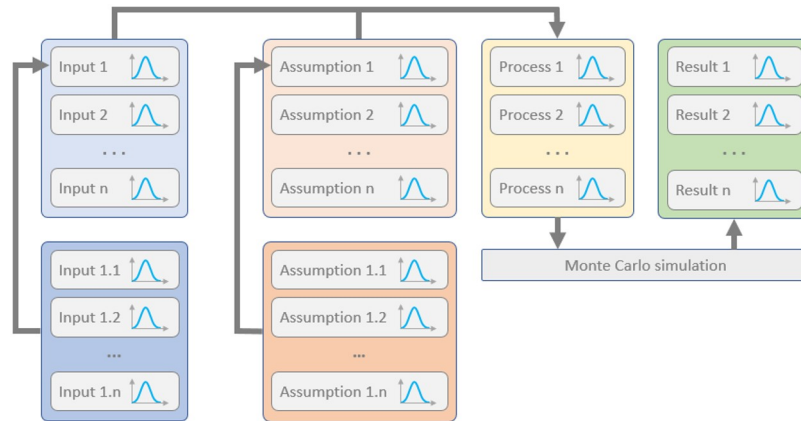 Input 1
Input 2
...
Input n
Assumption 1
Assumption 2
...
Assumption n
Process 1
Process 2
...
Process n
Result 1
Result 2
...
Result n
Input 1.1
Input 1.2
...
Input 1.n
Assumption 1.1
Assumption 1.2
...
Assumption 1.n
Monte Carlo simulation